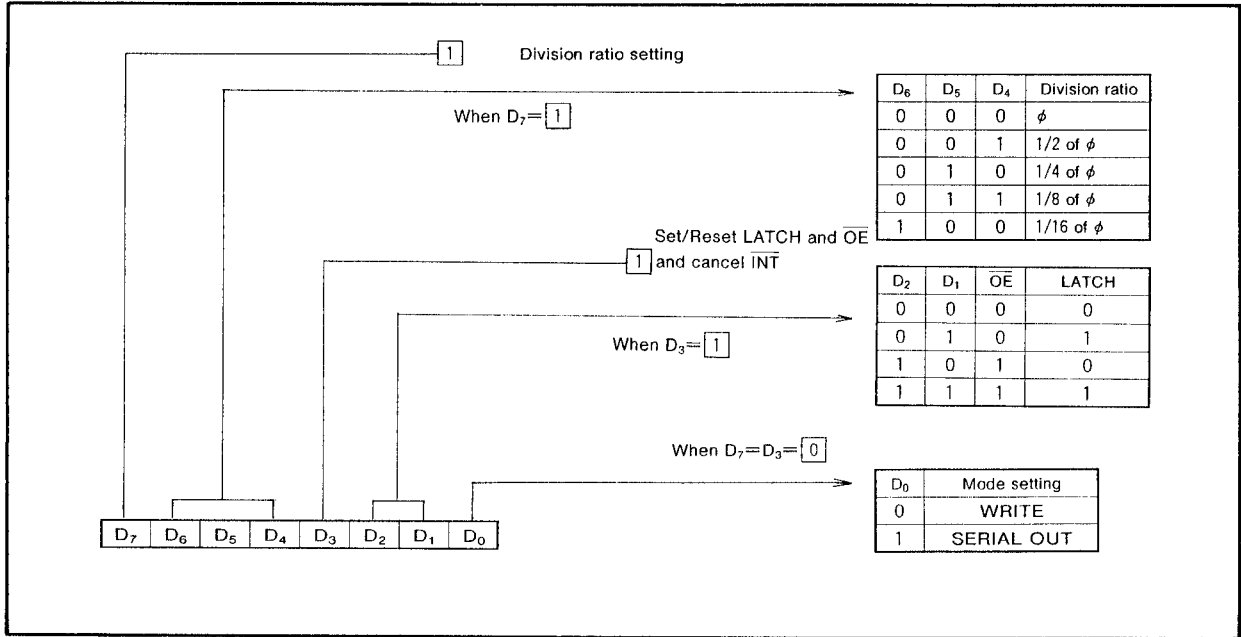 1 Division ratio setting
When D₇=1
D₆ D₅ D₄ Division ratio
0 0 0 ϕ
0 0 1 1/2 of ϕ
0 1 0 1/4 of ϕ
0 1 1 1/8 of ϕ
1 0 0 1/16 of ϕ
Set/Reset LATCH and O̅E̅
1 and cancel I̅N̅T̅
When D₃=1
D₂ D₁ O̅E̅ LATCH
0 0 0 0
0 1 0 1
1 0 1 0
1 1 1 1
When D₇=D₃=0
D₀ Mode setting
0 WRITE
1 SERIAL OUT
D₇ D₆ D₅ D₄ D₃ D₂ D₁ D₀